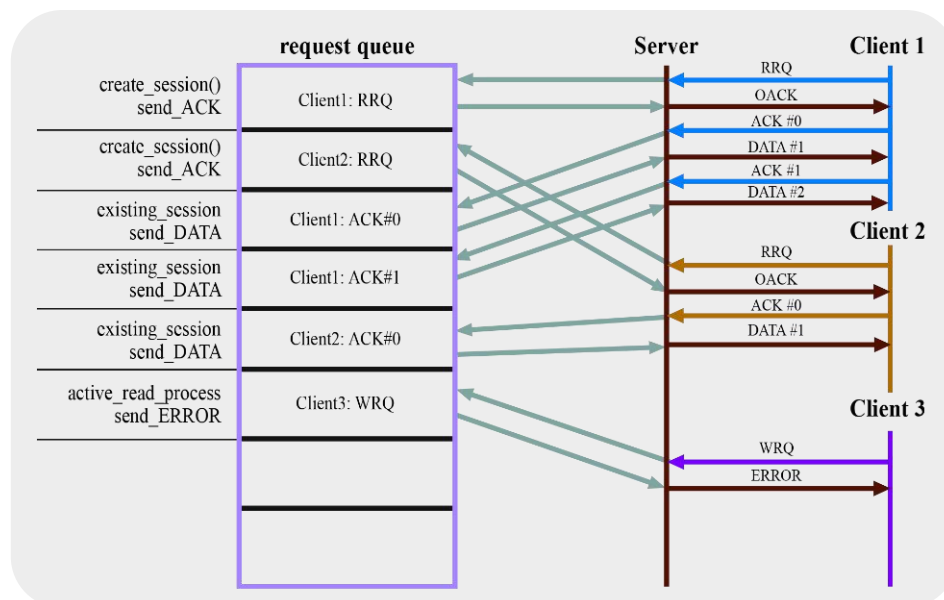 request queue
Server
Client 1
create_session()
send_ACK
Client1: RRQ
RRQ
OACK
ACK #0
create_session()
send_ACK
Client2: RRQ
DATA #1
ACK #1
DATA #2
existing_session
send_DATA
Client1: ACK#0
Client 2
existing_session
send_DATA
Client1: ACK#1
RRQ
OACK
existing_session
send_DATA
Client2: ACK#0
ACK #0
DATA #1
active_read_process
send_ERROR
Client3: WRQ
Client 3
WRQ
ERROR